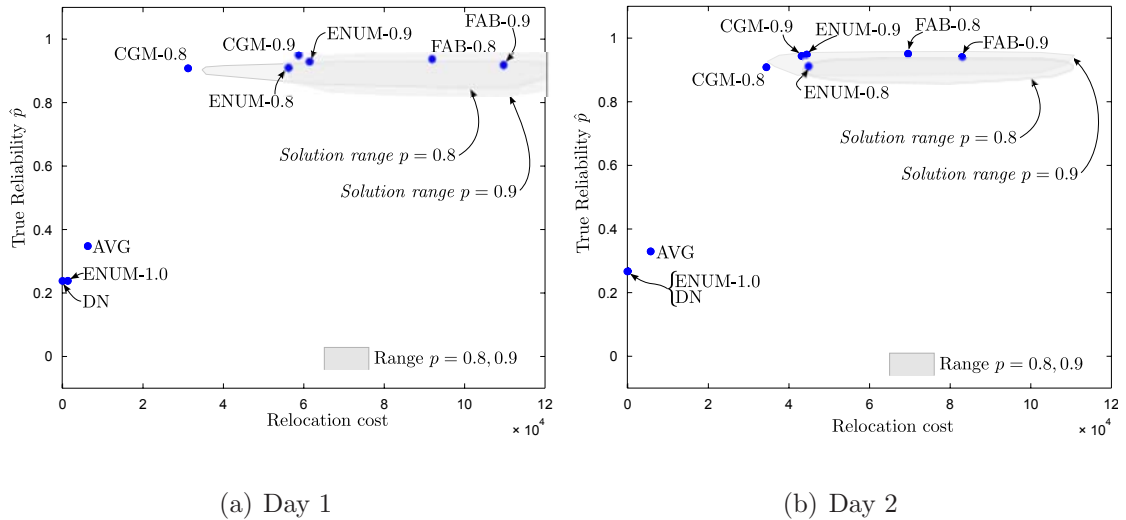 FAB-0.9
ENUM-0.9
CGM-0.9
FAB-0.8
CGM-0.8
ENUM-0.8
Solution range p = 0.8
Solution range p = 0.9
AVG
ENUM-1.0
DN
Range p = 0.8, 0.9
1
0.8
0.6
0.4
0.2
0
True Reliability p̂
0 2 4 6 8 10 12
Relocation cost
× 10⁴
(a) Day 1
CGM-0.9
ENUM-0.9
FAB-0.8
FAB-0.9
CGM-0.8
ENUM-0.8
Solution range p = 0.8
Solution range p = 0.9
AVG
ENUM-1.0
DN
Range p = 0.8, 0.9
1
0.8
0.6
0.4
0.2
0
True Reliability p̂
0 2 4 6 8 10 12
Relocation cost
× 10⁴
(b) Day 2